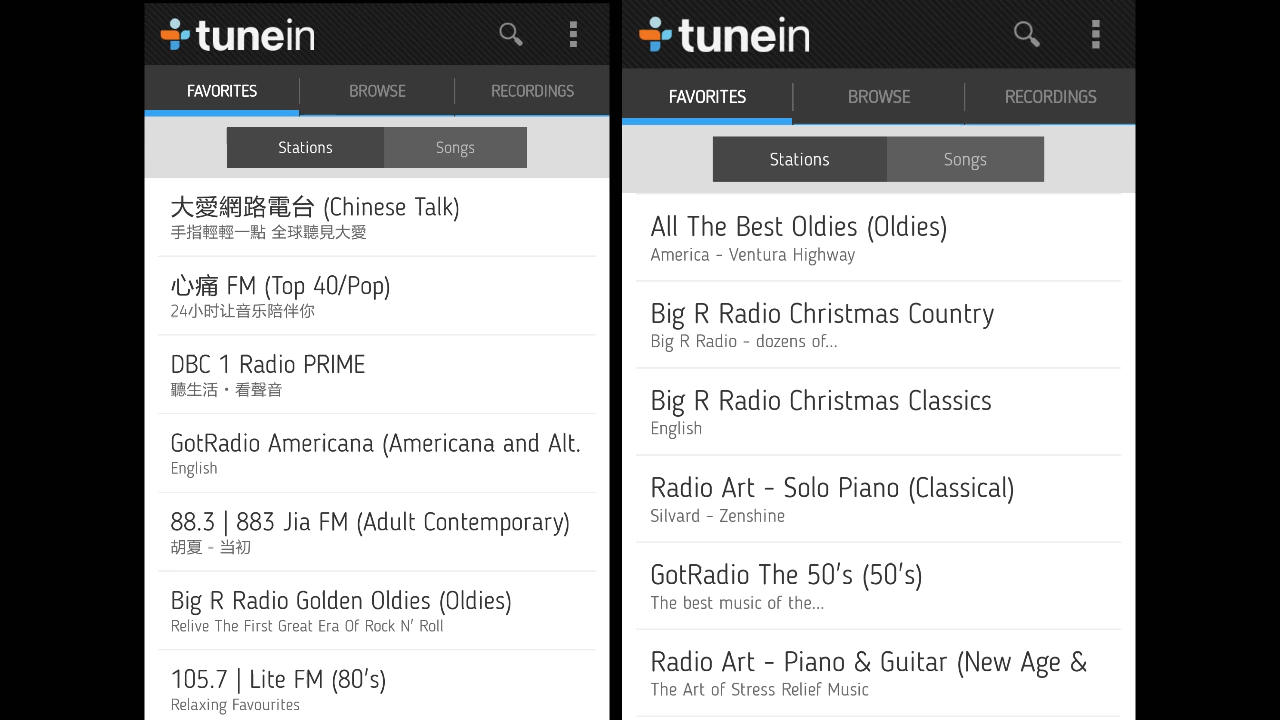 tunein
FAVORITES
BROWSE
RECORDINGS
Stations
Songs
大愛網路電台 (Chinese Talk)
手指輕輕一點 全球聽見大愛
心痛 FM (Top 40/Pop)
24小时让音乐陪伴你
DBC 1 Radio PRIME
聽生活・看聲音
GotRadio Americana (Americana and Alt.
English
88.3 | 883 Jia FM (Adult Contemporary)
胡夏 - 当初
Big R Radio Golden Oldies (Oldies)
Relive The First Great Era Of Rock N' Roll
105.7 | Lite FM (80's)
Relaxing Favourites
tunein
FAVORITES
BROWSE
RECORDINGS
Stations
Songs
All The Best Oldies (Oldies)
America - Ventura Highway
Big R Radio Christmas Country
Big R Radio - dozens of...
Big R Radio Christmas Classics
English
Radio Art - Solo Piano (Classical)
Silvard - Zenshine
GotRadio The 50's (50's)
The best music of the...
Radio Art - Piano & Guitar (New Age &
The Art of Stress Relief Music